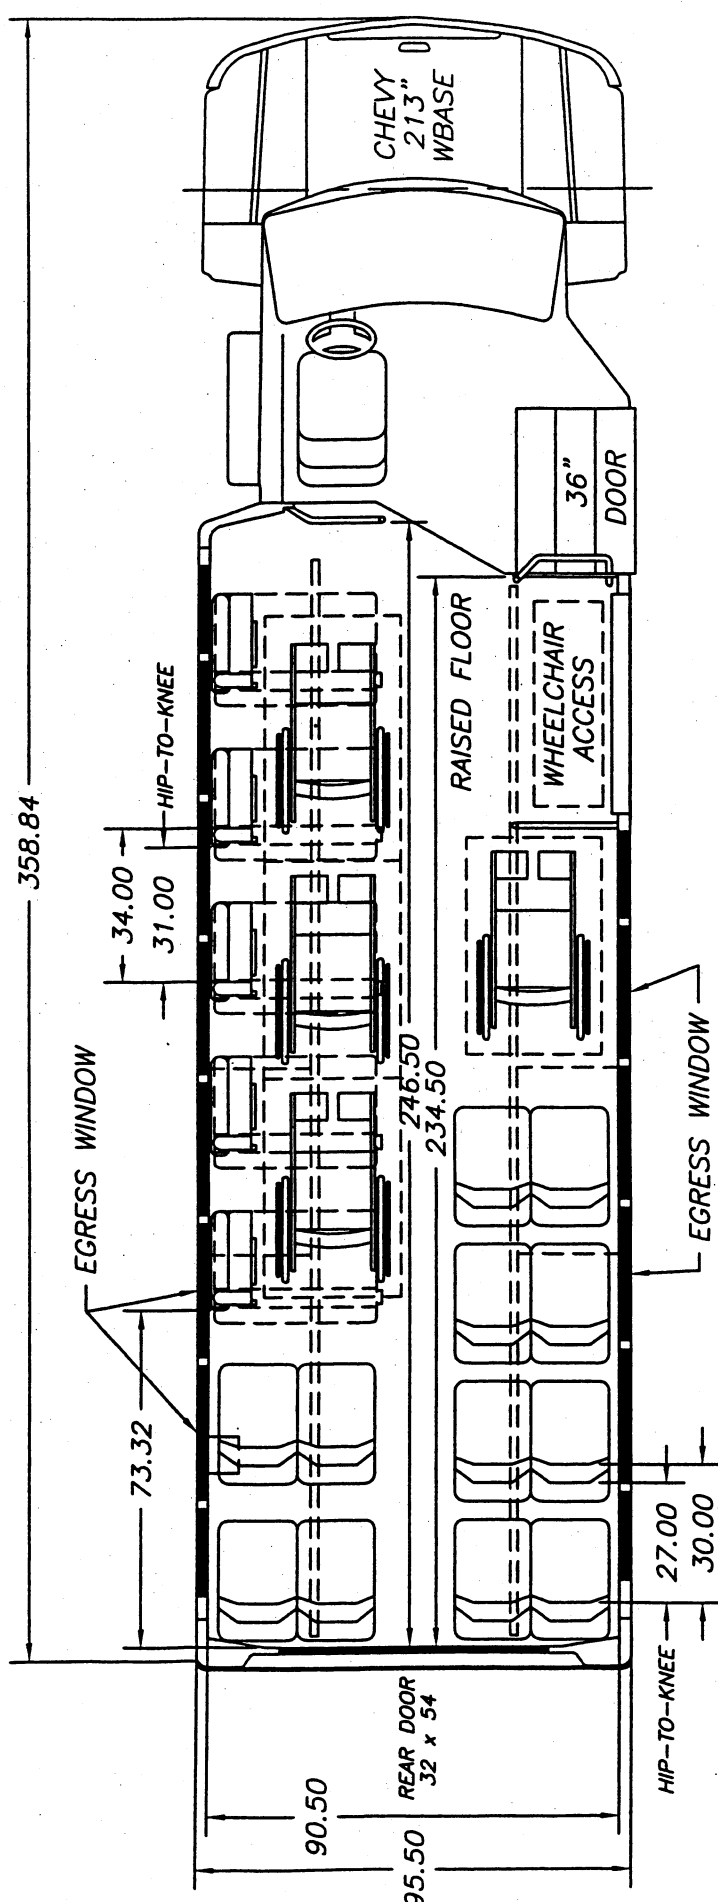 CHEVY
213"
WBASE
36"
DOOR
358.84
HIP-TO-KNEE
34.00
31.00
RAISED FLOOR
WHEELCHAIR
ACCESS
246.50
234.50
EGRESS WINDOW
EGRESS WINDOW
73.32
27.00
30.00
HIP-TO-KNEE
REAR DOOR
32 x 54
90.50
95.50